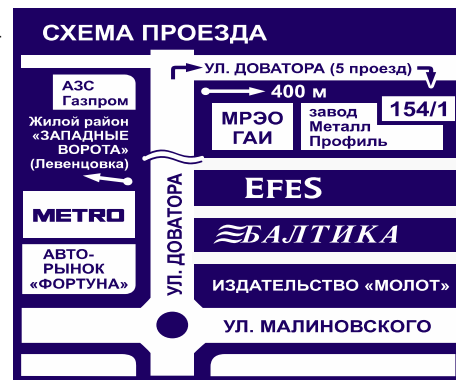 СХЕМА ПРОЕЗДА
УЛ. ДОВАТОРА (5 проезд)
400 м
АЗС
Газпром
МРЭО
ГАИ
завод
Металл
Профиль
154/1
Жилой район
«ЗАПАДНЫЕ
ВОРОТА»
(Левенцовка)
УЛ. ДОВАТОРА
EFES
METRO
БАЛТИКА
АВТО-
РЫНОК
«ФОРТУНА»
ИЗДАТЕЛЬСТВО «МОЛОТ»
УЛ. МАЛИНОВСКОГО